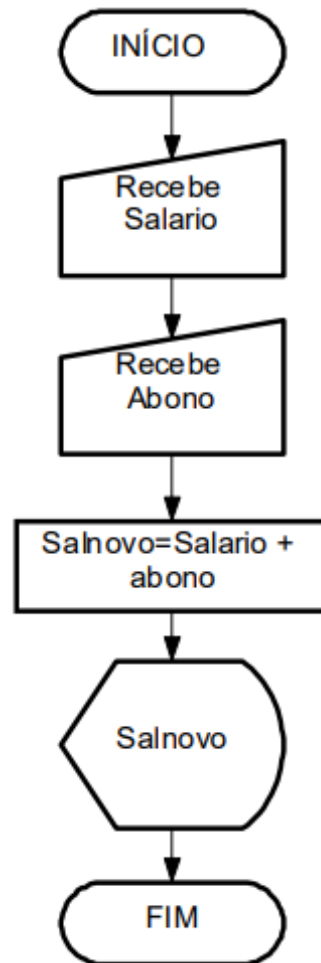 INÍCIO
Recebe
Salario
Recebe
Abono
Salnovo=Salario +
abono
Salnovo
FIM